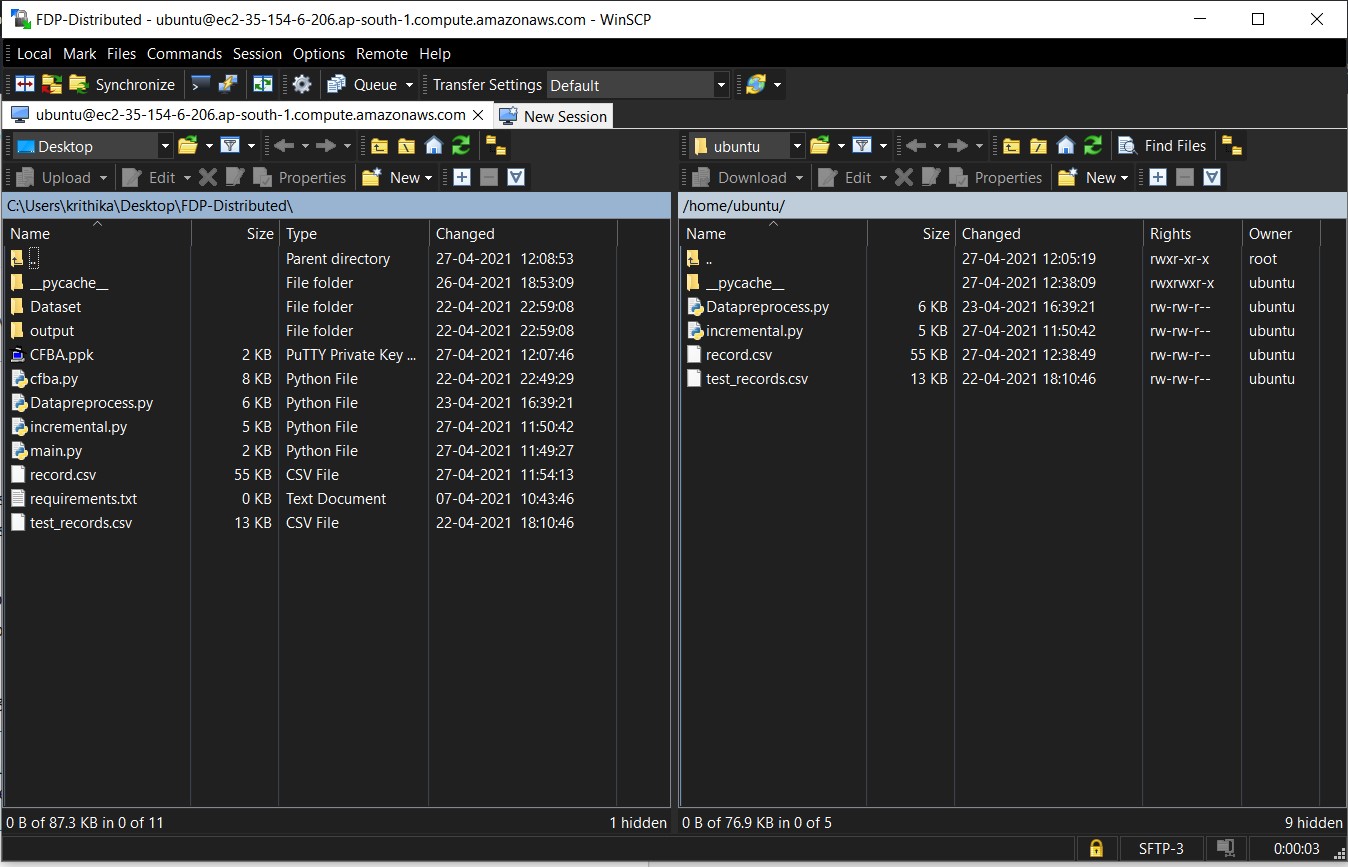 FDP-Distributed - ubuntu@ec2-35-154-6-206.ap-south-1.compute.amazonaws.com - WinSCP
Local Mark Files Commands Session Options Remote Help
Synchronize Queue Transfer Settings Default
ubuntu@ec2-35-154-6-206.ap-south-1.compute.amazonaws.com × New Session
Desktop
Upload Edit Properties New
C:\Users\krithika\Desktop\FDP-Distributed\
Name Size Type Changed
.. Parent directory 27-04-2021 12:08:53
__pycache__ File folder 26-04-2021 18:53:09
Dataset File folder 22-04-2021 22:59:08
output File folder 22-04-2021 22:59:08
CFBA.ppk 2 KB PuTTY Private Key ... 27-04-2021 12:07:46
cfba.py 8 KB Python File 22-04-2021 22:49:29
Datapreprocess.py 6 KB Python File 23-04-2021 16:39:21
incremental.py 5 KB Python File 27-04-2021 11:50:42
main.py 2 KB Python File 27-04-2021 11:49:27
record.csv 55 KB CSV File 27-04-2021 11:54:13
requirements.txt 0 KB Text Document 07-04-2021 10:43:46
test_records.csv 13 KB CSV File 22-04-2021 18:10:46
0 B of 87.3 KB in 0 of 11 1 hidden
ubuntu Find Files
Download Edit Properties New
/home/ubuntu/
Name Size Changed Rights Owner
.. 27-04-2021 12:05:19 rwxr-xr-x root
__pycache__ 27-04-2021 12:38:09 rwxrwxr-x ubuntu
Datapreprocess.py 6 KB 23-04-2021 16:39:21 rw-rw-r-- ubuntu
incremental.py 5 KB 27-04-2021 11:50:42 rw-rw-r-- ubuntu
record.csv 55 KB 27-04-2021 12:38:49 rw-rw-r-- ubuntu
test_records.csv 13 KB 22-04-2021 18:10:46 rw-rw-r-- ubuntu
0 B of 76.9 KB in 0 of 5 9 hidden
SFTP-3 0:00:03